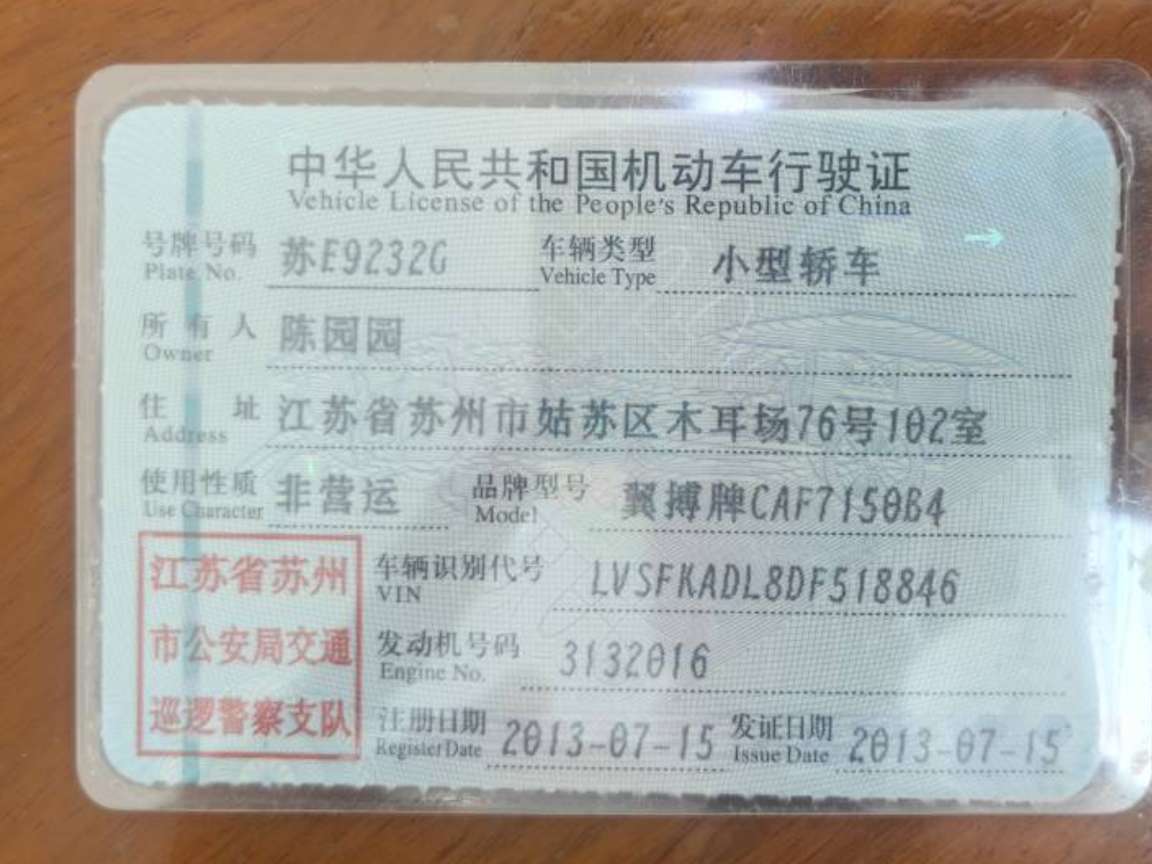 中华人民共和国机动车行驶证
Vehicle License of the People's Republic of China
号牌号码 苏E9232G 车辆类型 小型轿车
Plate No. Vehicle Type
所有人 陈园园
Owner
住址 江苏省苏州市姑苏区木耳场76号102室
Address
使用性质 非营运 品牌型号 翼搏牌CAF7150B4
Use Character Model
江苏省苏州 车辆识别代号 LVSFKADL8DF518846
VIN
市公安局交通 发动机号码 3132016
Engine No.
巡逻警察支队 注册日期 2013-07-15 发证日期 2013-07-15
Register Date Issue Date